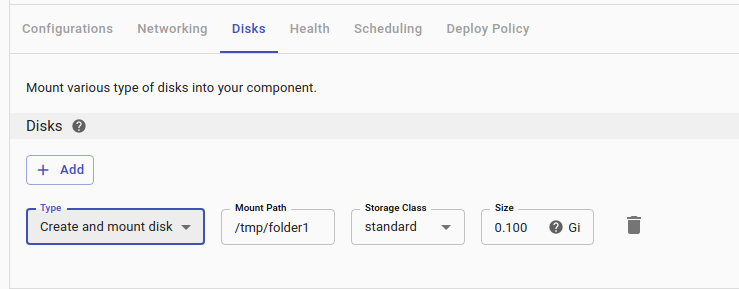 Configurations Networking Disks Health Scheduling Deploy Policy
Mount various type of disks into your component.
Disks ?
+ Add
Type Mount Path Storage Class Size
Create and mount disk /tmp/folder1 standard 0.100 ? Gi